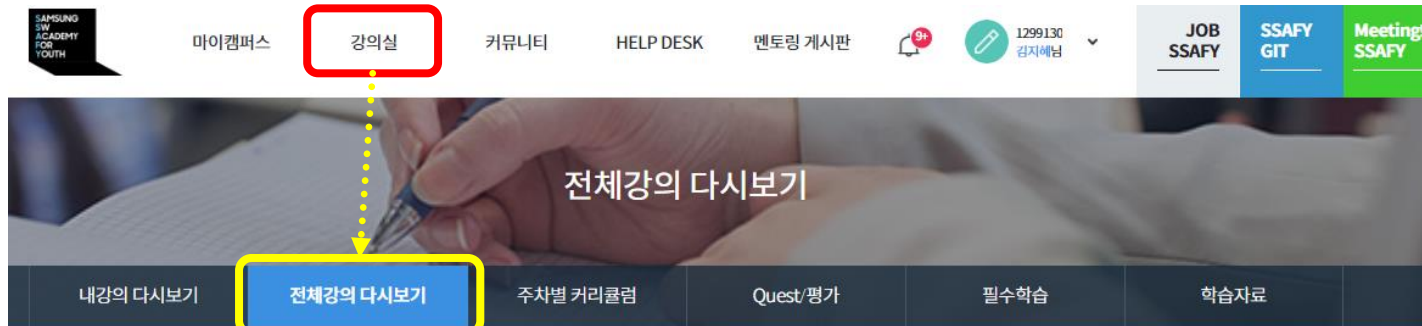 SAMSUNG
SW
ACADEMY
FOR
YOUTH
마이캠퍼스 강의실 커뮤니티 HELP DESK 멘토링 게시판 9+
1299130
김지혜님
JOB
SSAFY
SSAFY
GIT
Meeting!
SSAFY
전체강의 다시보기
내강의 다시보기 전체강의 다시보기 주차별 커리큘럼 Quest/평가 필수학습 학습자료